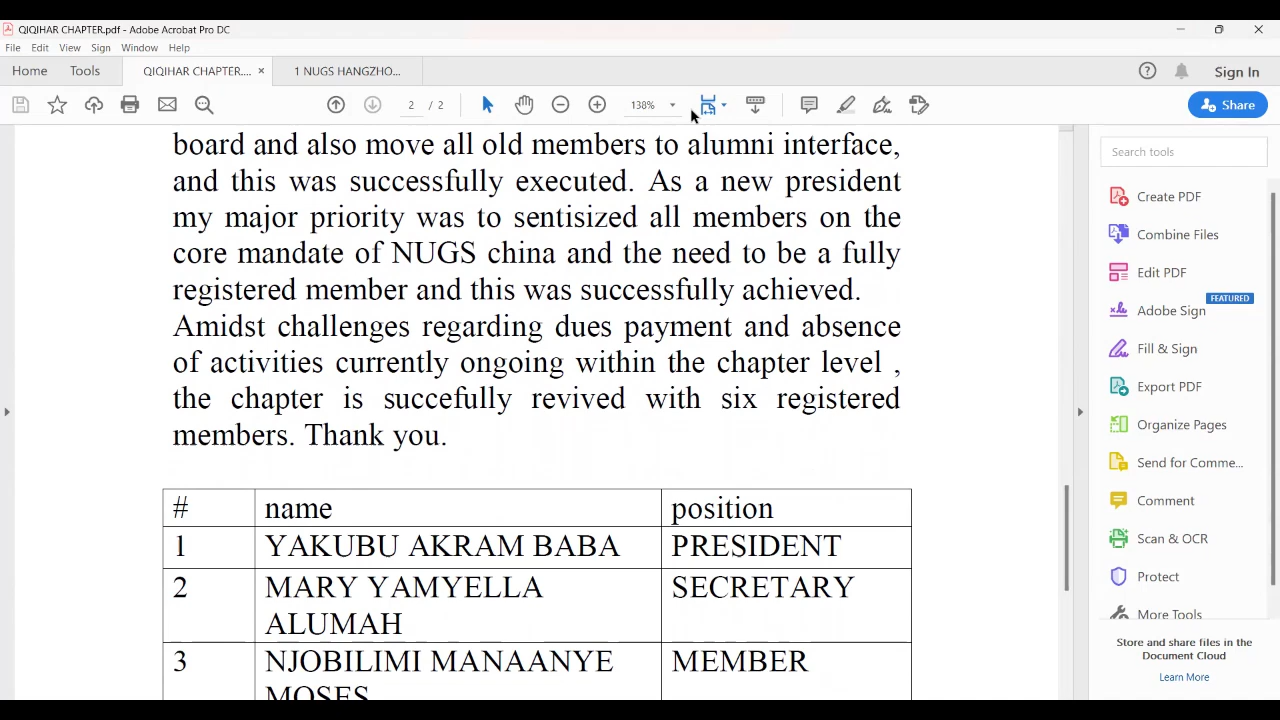 QIQIHAR CHAPTER.pdf - Adobe Acrobat Pro DC
File Edit View Sign Window Help
Home Tools QIQIHAR CHAPTER.... × 1 NUGS HANGZHO... Sign In
2 / 2 138% Share
board and also move all old members to alumni interface,
and this was successfully executed. As a new president
my major priority was to sentisized all members on the
core mandate of NUGS china and the need to be a fully
registered member and this was successfully achieved.
Amidst challenges regarding dues payment and absence
of activities currently ongoing within the chapter level ,
the chapter is succefully revived with six registered
members. Thank you.
# name position
1 YAKUBU AKRAM BABA PRESIDENT
2 MARY YAMYELLA SECRETARY
ALUMAH
3 NJOBILIMI MANAANYE MEMBER
MOSES
Search tools
Create PDF
Combine Files
Edit PDF
FEATURED
Adobe Sign
Fill & Sign
Export PDF
Organize Pages
Send for Comme...
Comment
Scan & OCR
Protect
More Tools
Store and share files in the
Document Cloud
Learn More